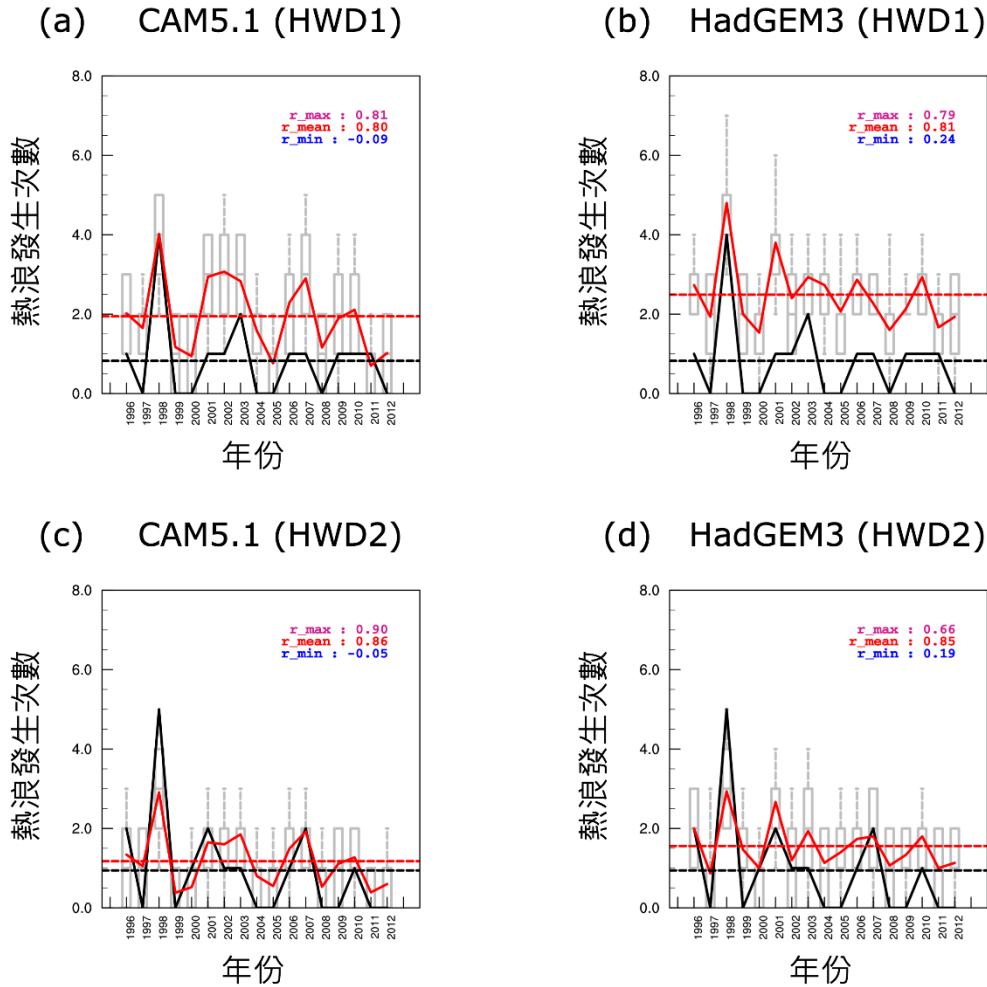 (a) CAM5.1 (HWD1)
熱浪發生次數
8.0
6.0
4.0
2.0
0.0
r_max : 0.81
r_mean : 0.80
r_min : -0.09
1996 1997 1998 1999 2000 2001 2002 2003 2004 2005 2006 2007 2008 2009 2010 2011 2012
年份
(b) HadGEM3 (HWD1)
熱浪發生次數
8.0
6.0
4.0
2.0
0.0
r_max : 0.79
r_mean : 0.81
r_min : 0.24
1996 1997 1998 1999 2000 2001 2002 2003 2004 2005 2006 2007 2008 2009 2010 2011 2012
年份
(c) CAM5.1 (HWD2)
熱浪發生次數
8.0
6.0
4.0
2.0
0.0
r_max : 0.90
r_mean : 0.86
r_min : -0.05
1996 1997 1998 1999 2000 2001 2002 2003 2004 2005 2006 2007 2008 2009 2010 2011 2012
年份
(d) HadGEM3 (HWD2)
熱浪發生次數
8.0
6.0
4.0
2.0
0.0
r_max : 0.66
r_mean : 0.85
r_min : 0.19
1996 1997 1998 1999 2000 2001 2002 2003 2004 2005 2006 2007 2008 2009 2010 2011 2012
年份